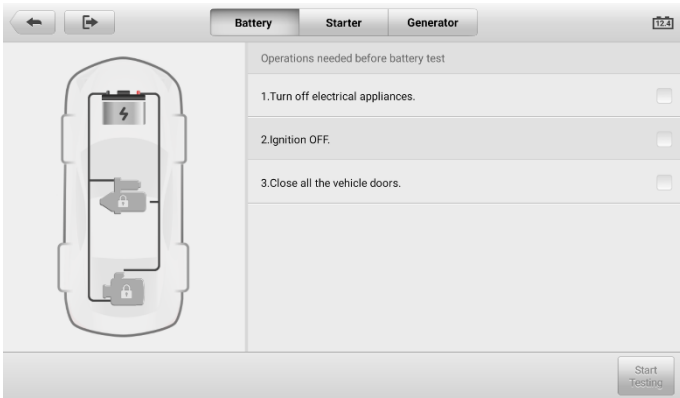 Battery
Starter
Generator
12.4
Operations needed before battery test
1.Turn off electrical appliances.
2.Ignition OFF.
3.Close all the vehicle doors.
Start
Testing